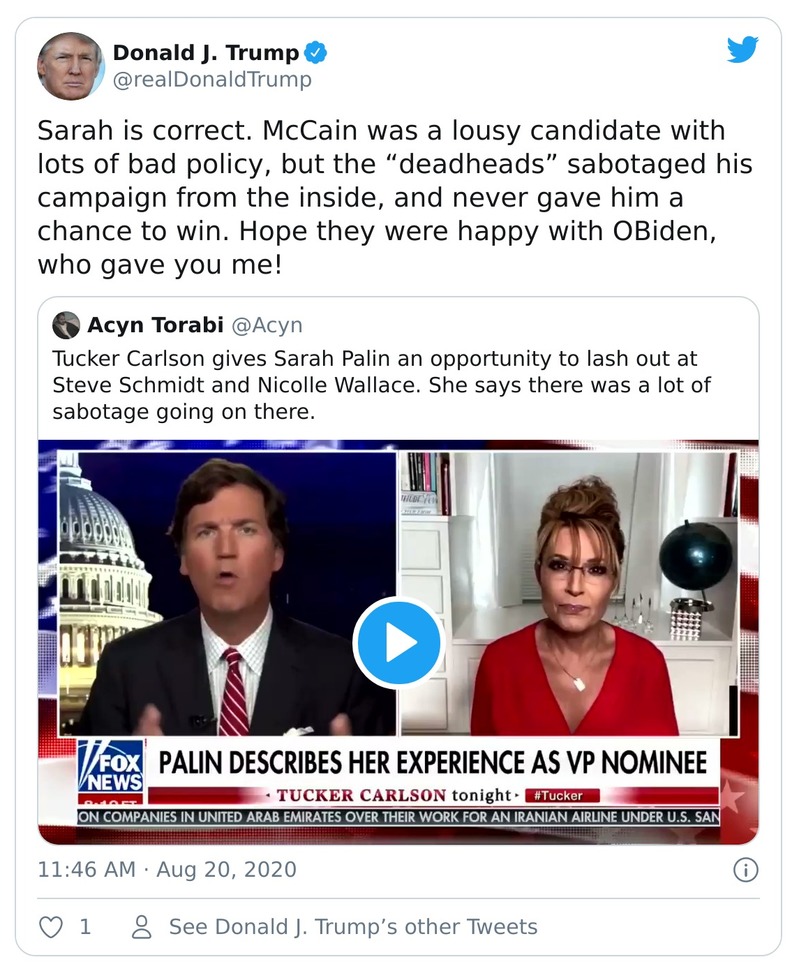 Donald J. Trump
@realDonaldTrump
Sarah is correct. McCain was a lousy candidate with
lots of bad policy, but the “deadheads” sabotaged his
campaign from the inside, and never gave him a
chance to win. Hope they were happy with OBiden,
who gave you me!
Acyn Torabi @Acyn
Tucker Carlson gives Sarah Palin an opportunity to lash out at
Steve Schmidt and Nicolle Wallace. She says there was a lot of
sabotage going on there.
FOX
NEWS
PALIN DESCRIBES HER EXPERIENCE AS VP NOMINEE
· TUCKER CARLSON tonight · #Tucker
ON COMPANIES IN UNITED ARAB EMIRATES OVER THEIR WORK FOR AN IRANIAN AIRLINE UNDER U.S. SAN
11:46 AM · Aug 20, 2020
1 See Donald J. Trump’s other Tweets